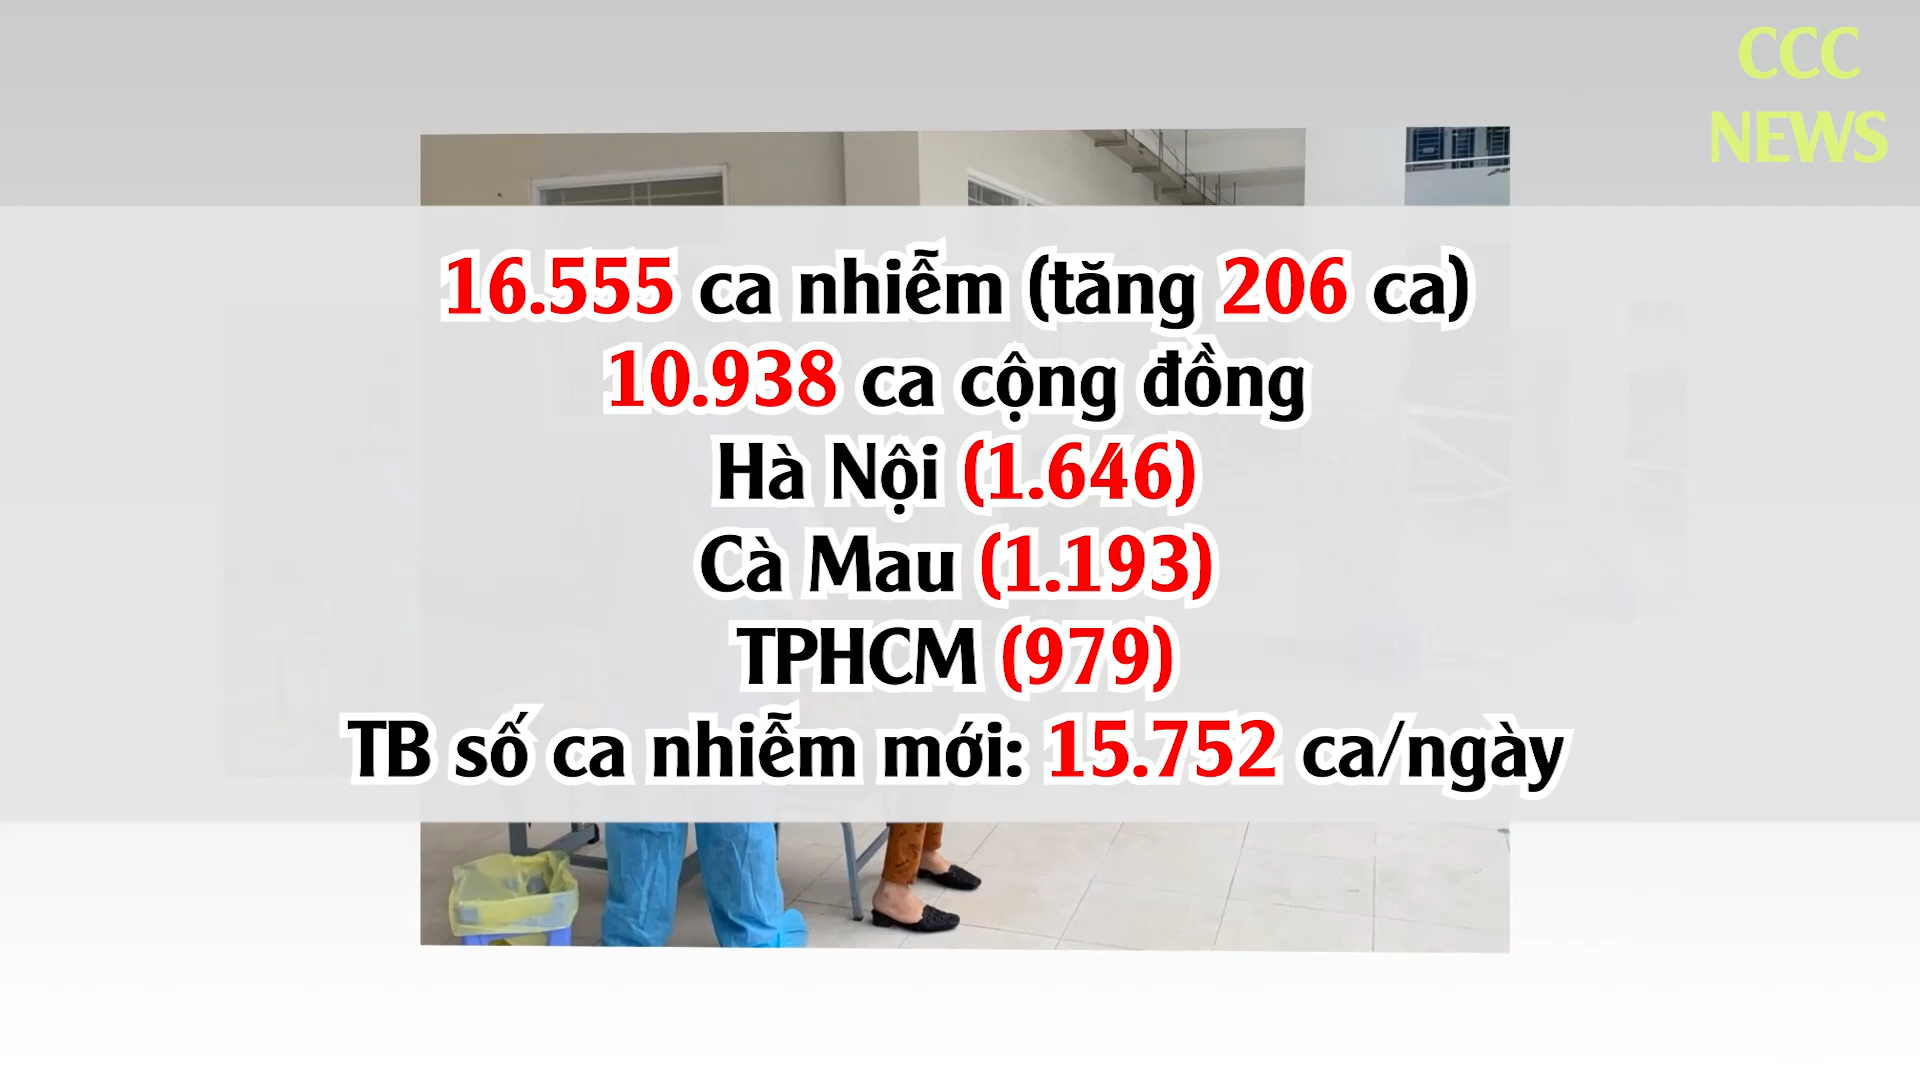 CCC
NEWS
16.555 ca nhiễm (tăng 206 ca)
10.938 ca cộng đồng
Hà Nội (1.646)
Cà Mau (1.193)
TPHCM (979)
TB số ca nhiễm mới: 15.752 ca/ngày